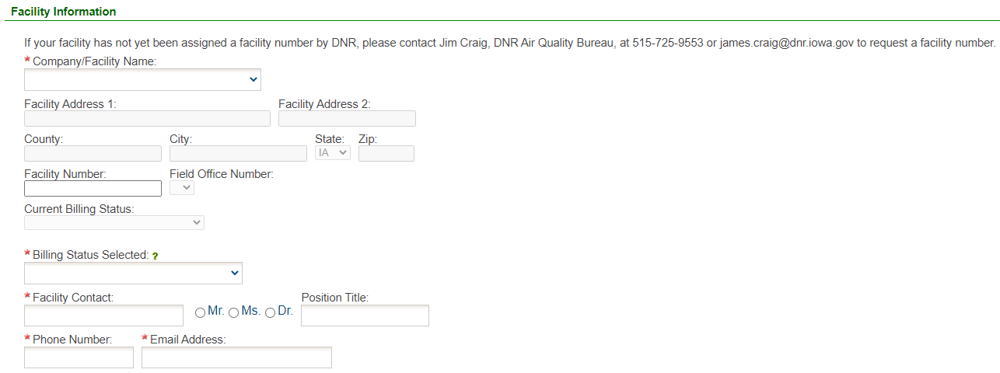 Facility Information
If your facility has not yet been assigned a facility number by DNR, please contact Jim Craig, DNR Air Quality Bureau, at 515-725-9553 or james.craig@dnr.iowa.gov to request a facility number.
* Company/Facility Name:
Facility Address 1: Facility Address 2:
County: City: State: Zip:
IA
Facility Number: Field Office Number:
Current Billing Status:
* Billing Status Selected: ?
* Facility Contact: Position Title:
Mr. Ms. Dr.
* Phone Number: * Email Address: